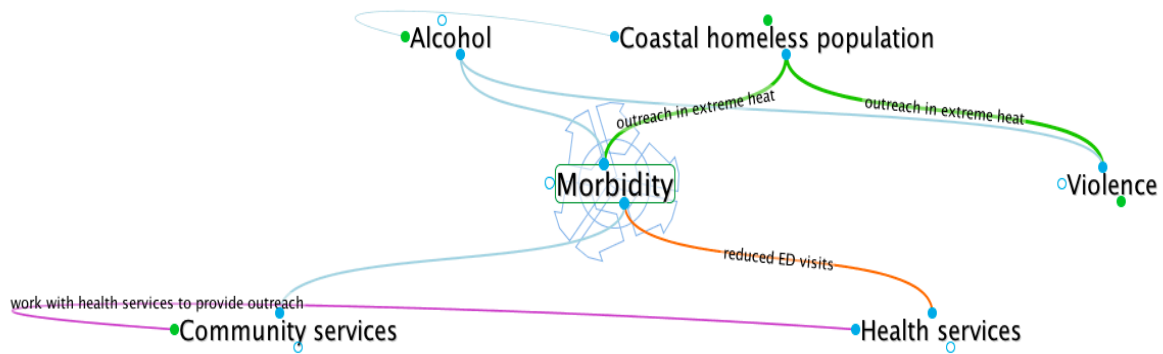 Alcohol
Coastal homeless population
outreach in extreme heat
outreach in extreme heat
Morbidity
Violence
reduced ED visits
work with health services to provide outreach
Community services
Health services